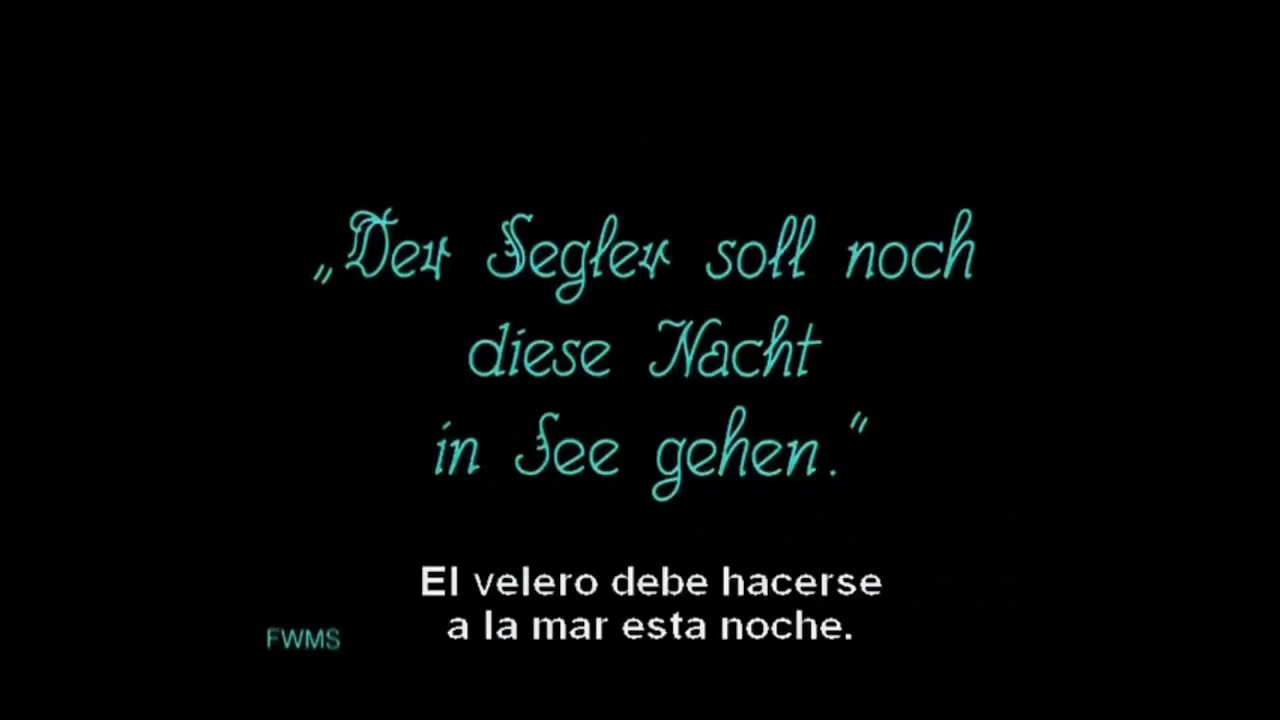 „Der Segler soll noch
diese Nacht
in See gehen."
El velero debe hacerse
a la mar esta noche.
FWMS